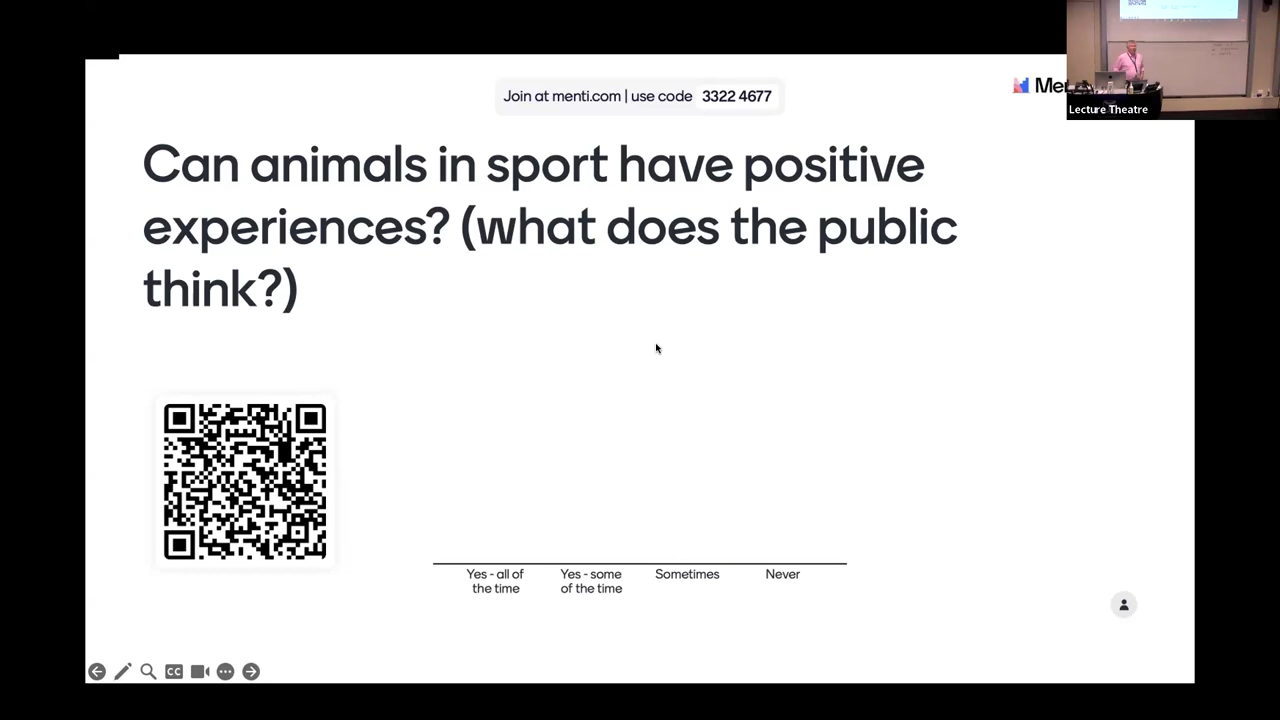 Join at menti.com | use code 3322 4677
Lecture Theatre
Can animals in sport have positive
experiences? (what does the public
think?)
Yes - all of
the time
Yes - some
of the time
Sometimes
Never
CC